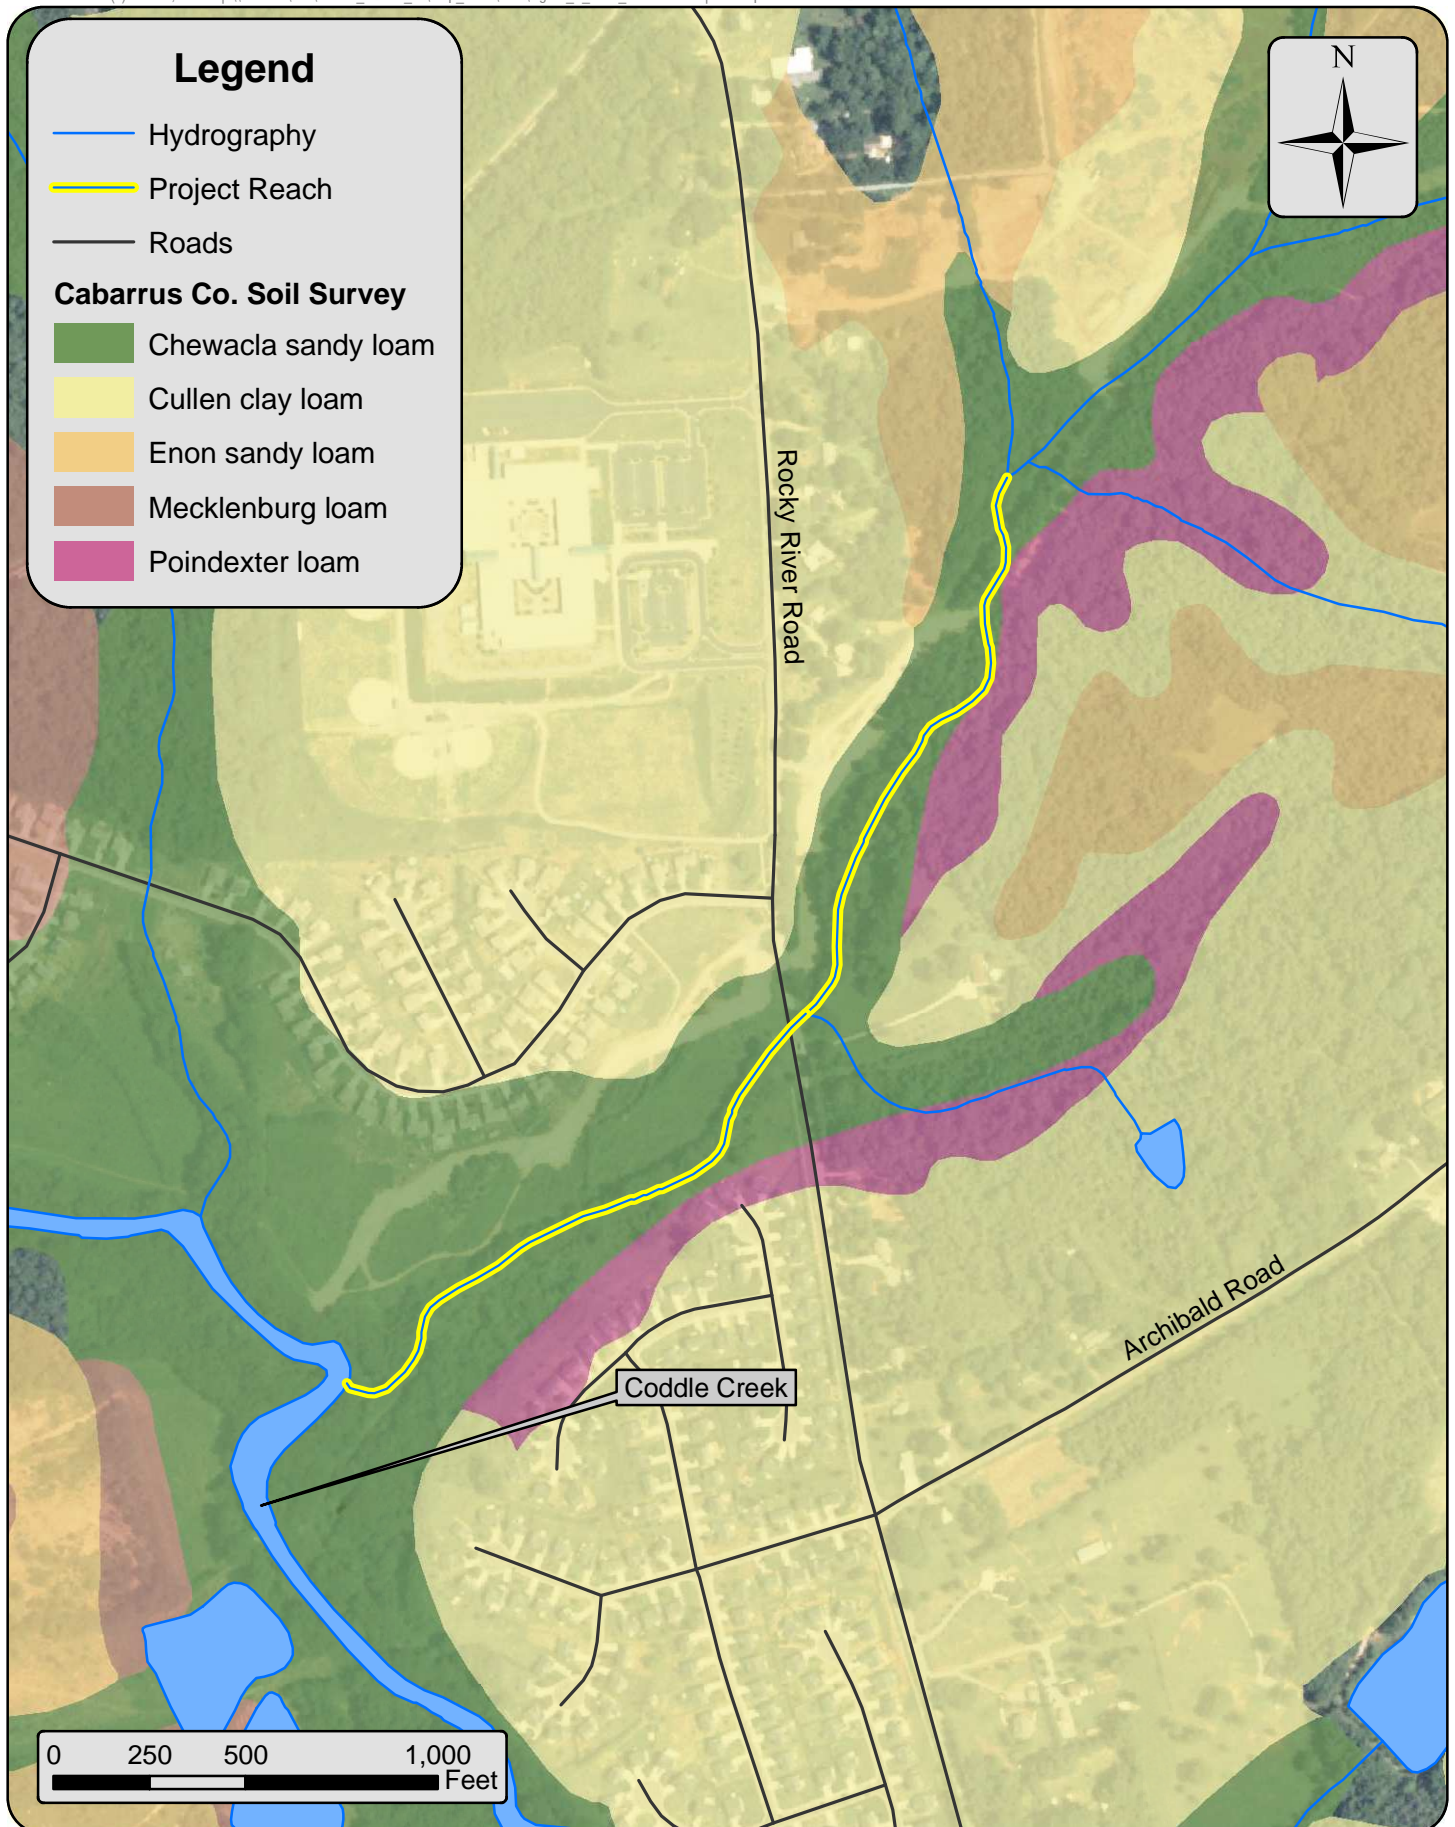 Legend
Hydrography
Project Reach
Roads
Cabarrus Co. Soil Survey
Chewacla sandy loam
Cullen clay loam
Enon sandy loam
Mecklenburg loam
Poindexter loam
N
Rocky River Road
Archibald Road
Coddle Creek
0 250 500 1,000
Feet